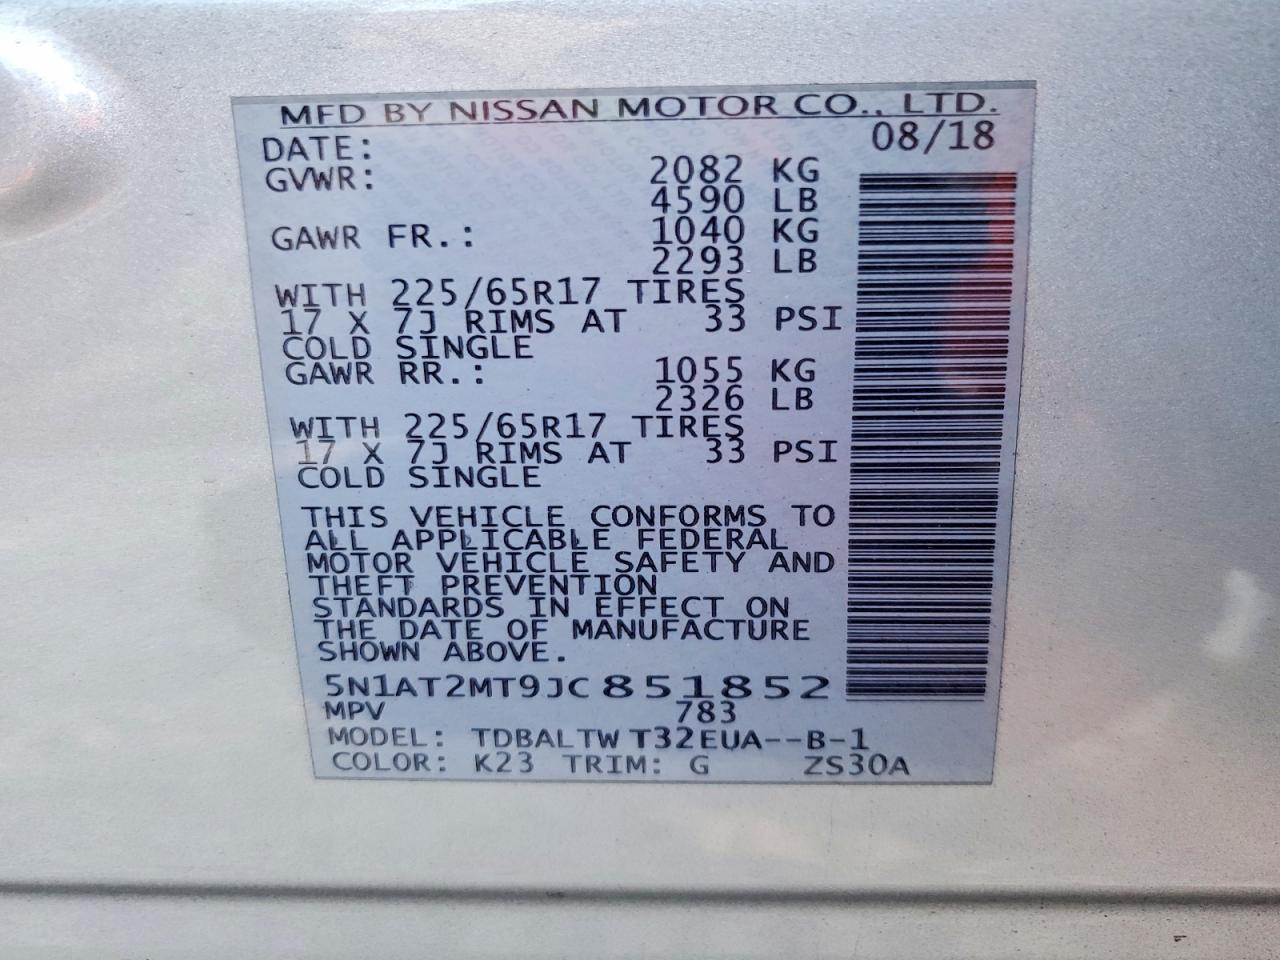 MFD BY NISSAN MOTOR CO., LTD.
DATE: 08/18
GVWR: 2082 KG
4590 LB
GAWR FR.: 1040 KG
2293 LB
WITH 225/65R17 TIRES
17 X 7J RIMS AT 33 PSI
COLD SINGLE
GAWR RR.: 1055 KG
2326 LB
WITH 225/65R17 TIRES
17 X 7J RIMS AT 33 PSI
COLD SINGLE
THIS VEHICLE CONFORMS TO
ALL APPLICABLE FEDERAL
MOTOR VEHICLE SAFETY AND
THEFT PREVENTION
STANDARDS IN EFFECT ON
THE DATE OF MANUFACTURE
SHOWN ABOVE.
5N1AT2MT9JC851852
MPV 783
MODEL: TDBALTW T32EUA--B-1
COLOR: K23 TRIM: G ZS30A